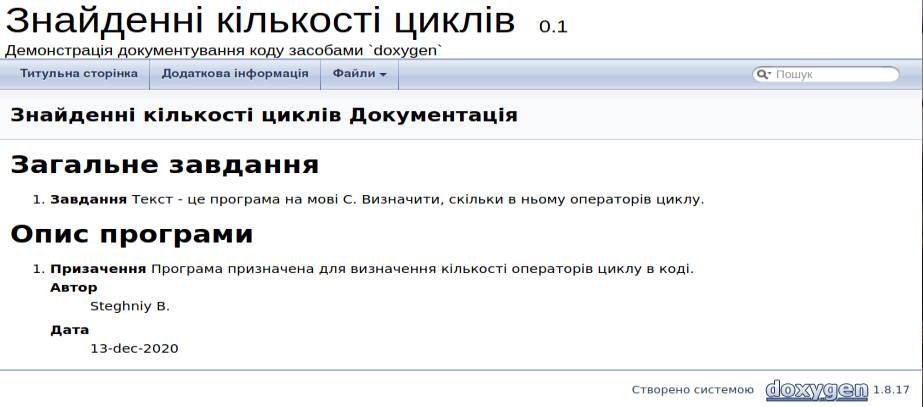 Знайденні кількості циклів 0.1
Демонстрація документування коду засобами `doxygen`
Титульна сторінка Додаткова інформація Файли Пошук
Знайденні кількості циклів Документація
Загальне завдання
1. Завдання Текст - це програма на мові С. Визначити, скільки в ньому операторів циклу.
Опис програми
1. Призачення Програма призначена для визначення кількості операторів циклу в коді.
Автор
Steghniy B.
Дата
13-dec-2020
Створено системою doxygen 1.8.17